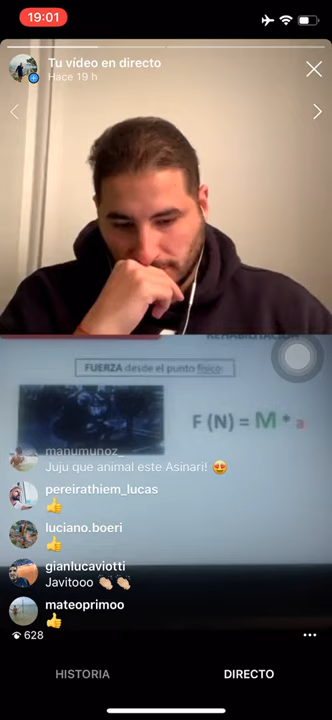 19:01
Tu vídeo en directo
Hace 19 h
REHABILITACIÓN
FUERZA desde el punto físico
F (N) = M * a
manumunoz_
Juju que animal este Asinari! 😍
pereirathiem_lucas
👍
luciano.boeri
👍
gianlucaviotti
Javitooo 👏🏻👏🏻
mateoprimoo
👍
628
HISTORIA
DIRECTO